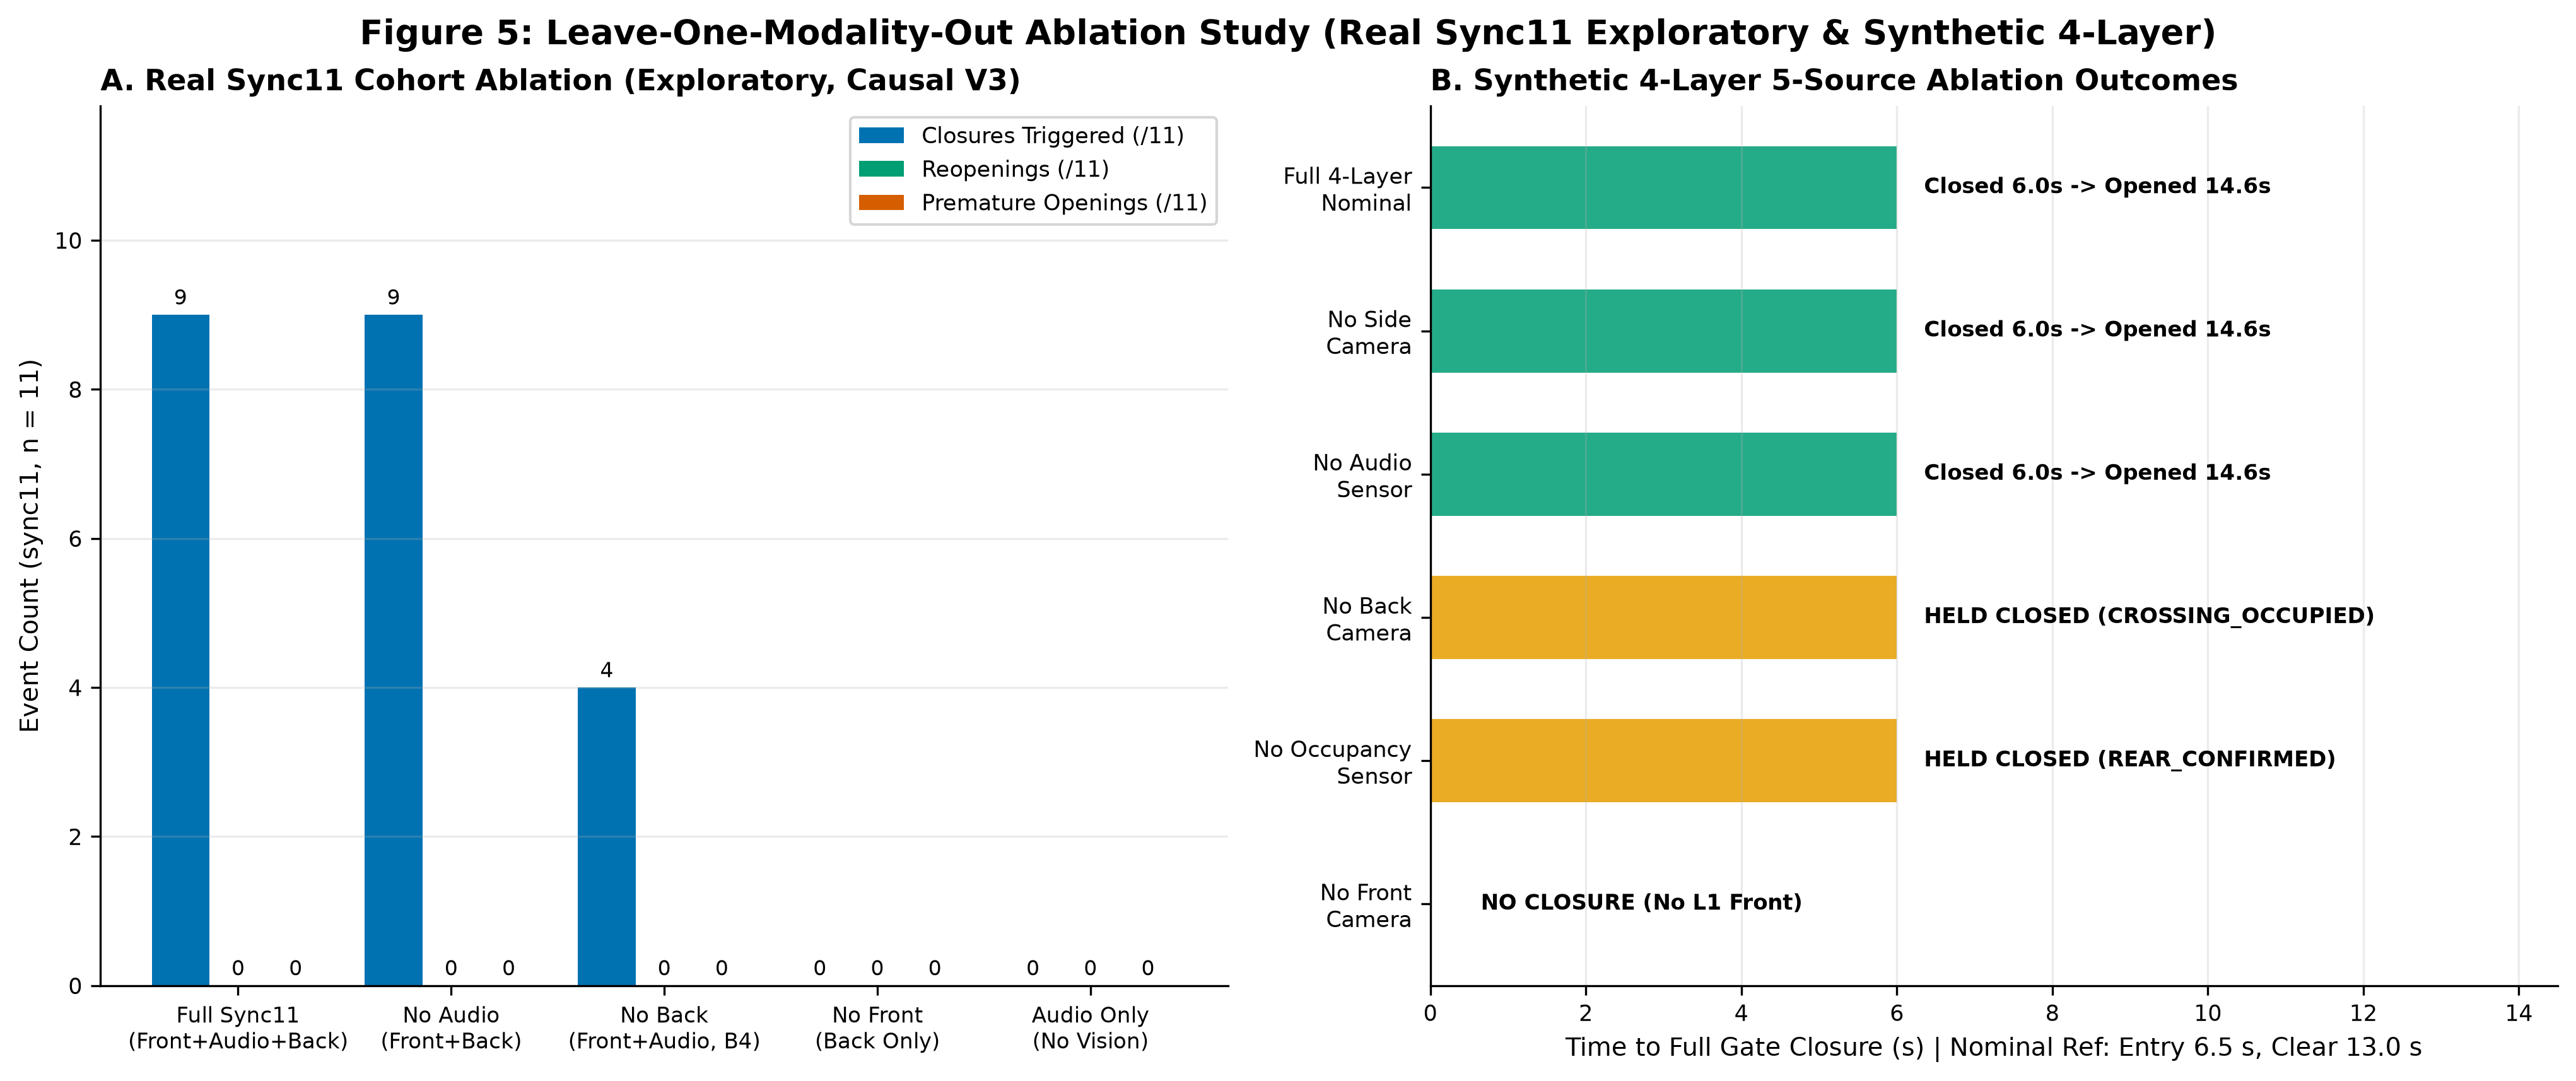 Figure 5: Leave-One-Modality-Out Ablation Study (Real Sync11 Exploratory & Synthetic 4-Layer)
A. Real Sync11 Cohort Ablation (Exploratory, Causal V3)
Closures Triggered (/11)
Reopenings (/11)
Premature Openings (/11)
Event Count (sync11, n = 11)
10
8
6
4
2
0
9
0
0
9
0
0
4
0
0
0
0
0
0
0
0
Full Sync11
(Front+Audio+Back)
No Audio
(Front+Back)
No Back
(Front+Audio, B4)
No Front
(Back Only)
Audio Only
(No Vision)
B. Synthetic 4-Layer 5-Source Ablation Outcomes
Full 4-Layer
Nominal
Closed 6.0s -> Opened 14.6s
No Side
Camera
Closed 6.0s -> Opened 14.6s
No Audio
Sensor
Closed 6.0s -> Opened 14.6s
No Back
Camera
HELD CLOSED (CROSSING_OCCUPIED)
No Occupancy
Sensor
HELD CLOSED (REAR_CONFIRMED)
No Front
Camera
NO CLOSURE (No L1 Front)
0 2 4 6 8 10 12 14
Time to Full Gate Closure (s) | Nominal Ref: Entry 6.5 s, Clear 13.0 s